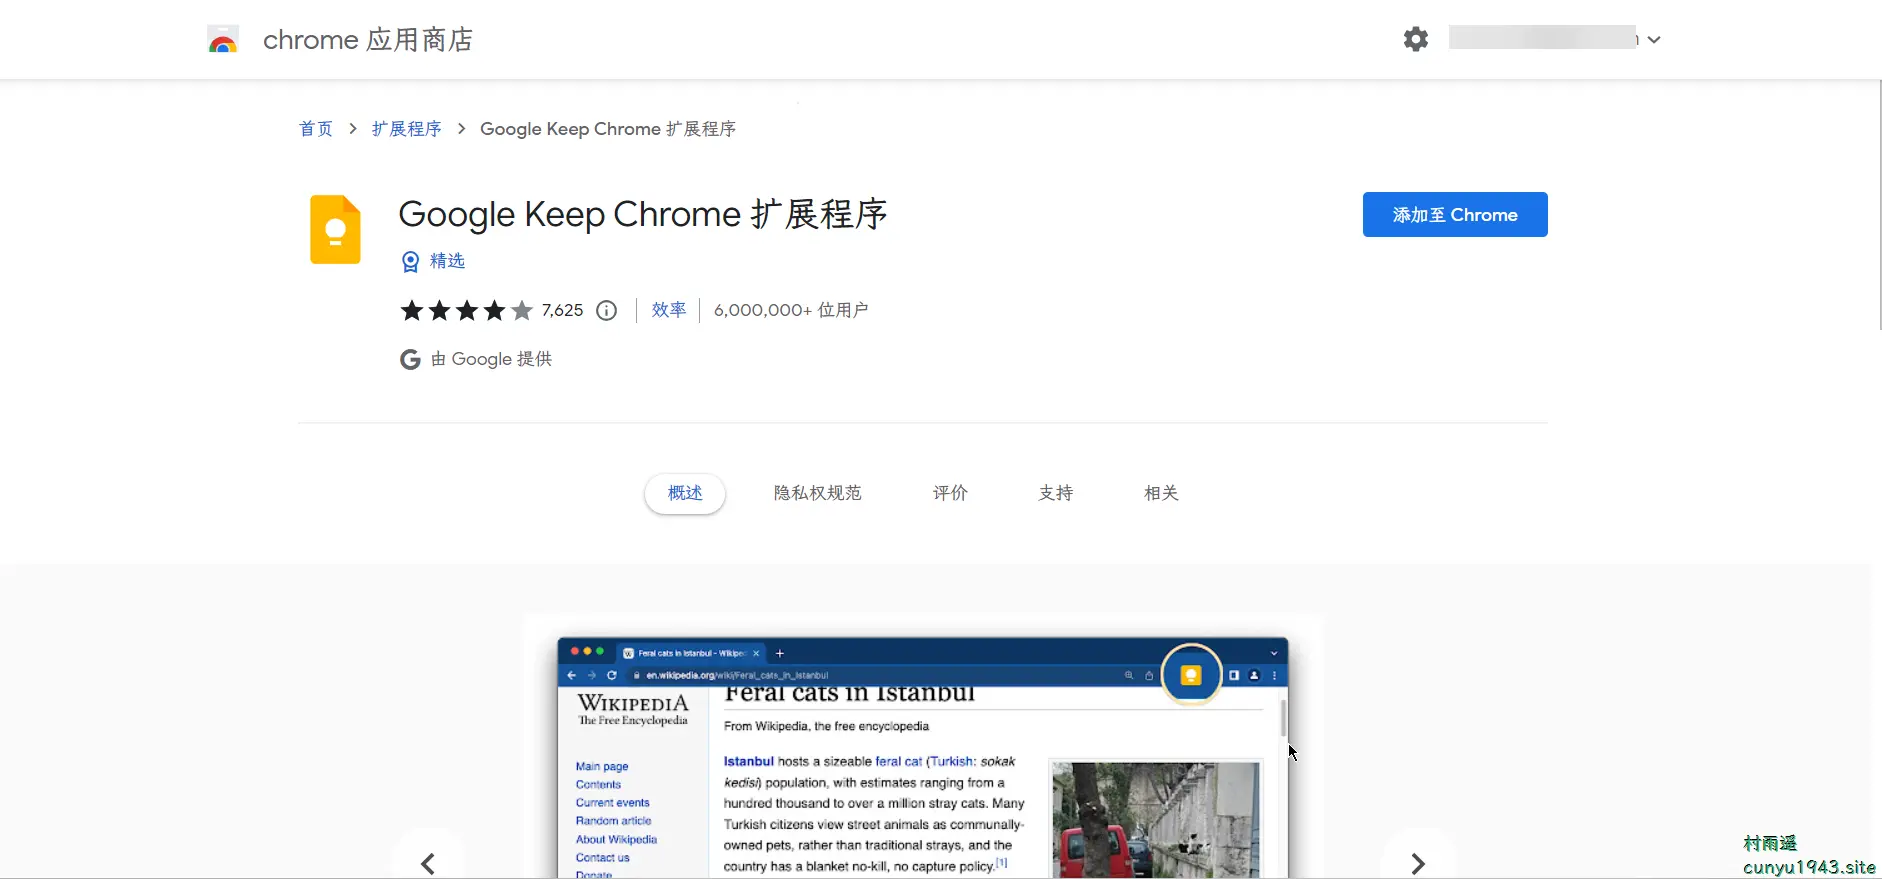 chrome 应用商店
首页 > 扩展程序 > Google Keep Chrome 扩展程序
Google Keep Chrome 扩展程序
添加至 Chrome
精选
7,625
效率
6,000,000+ 位用户
由 Google 提供
概述
隐私权规范
评价
支持
相关
Feral cats in Istanbul - Wikiped
en.wikipedia.org/wiki/Feral_cats_in_Istanbul
WIKIPEDIA
The Free Encyclopedia
Main page
Contents
Current events
Random article
About Wikipedia
Contact us
Donate
Feral cats in Istanbul
From Wikipedia, the free encyclopedia
Istanbul hosts a sizeable feral cat (Turkish: sokak
kedisi) population, with estimates ranging from a
hundred thousand to over a million stray cats. Many
Turkish citizens view street animals as communally-
owned pets, rather than traditional strays, and the
country has a blanket no-kill, no capture policy.[1]
村雨遥
cunyu1943.site